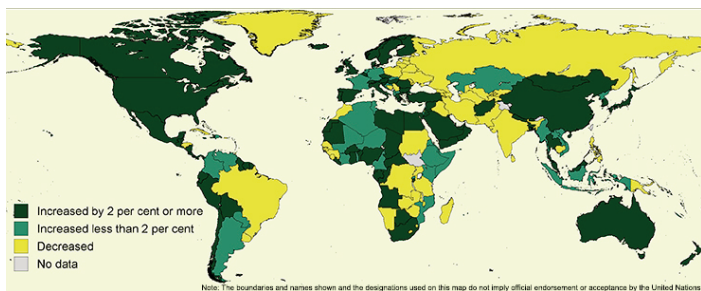 Increased by 2 per cent or more
Increased less than 2 per cent
Decreased
No data
Note: The boundaries and names shown and the designations used on this map do not imply official endorsement or acceptance by the United Nations